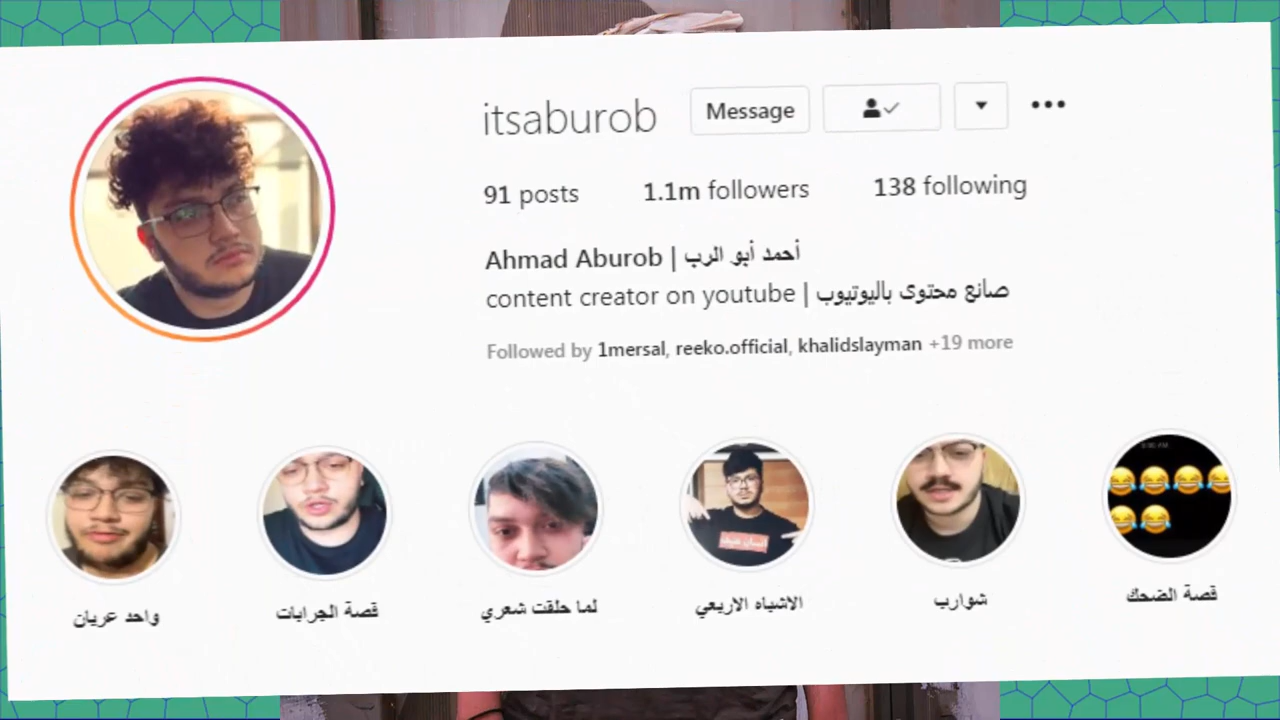 itsaburob Message
91 posts 1.1m followers 138 following
Ahmad Aburob | أحمد أبو الرب
content creator on youtube | صانع محتوى باليوتيوب
Followed by 1mersal, reeko.official, khalidslayman +19 more
واحد عريان
قصة الجرابات
لما حلقت شعري
الاشباه الاربعي
شوارب
قصة الضحك